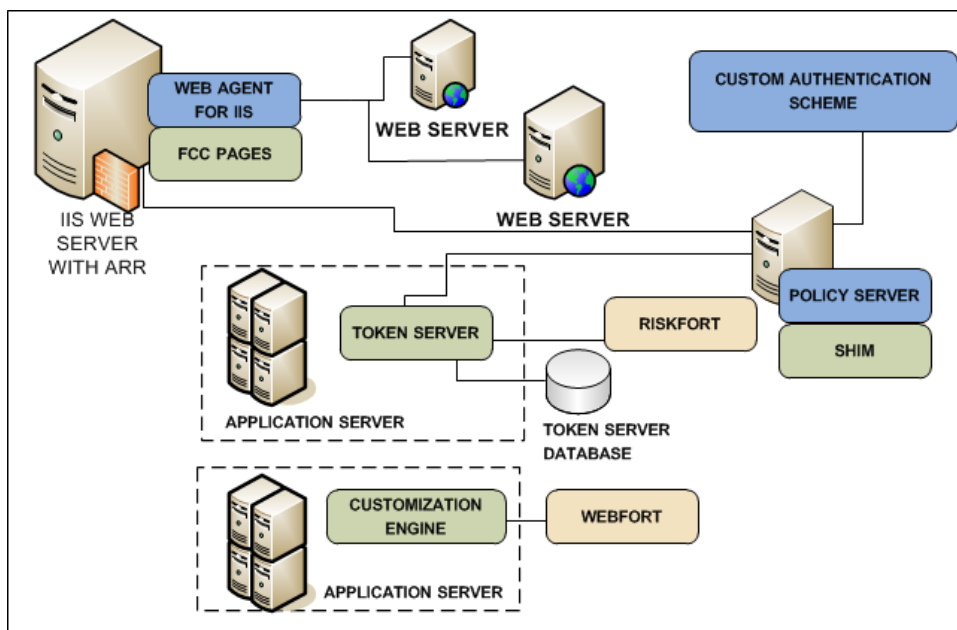 WEB AGENT
FOR IIS
FCC PAGES
IIS WEB
SERVER
WITH ARR
WEB SERVER
WEB SERVER
CUSTOM AUTHENTICATION
SCHEME
POLICY SERVER
SHIM
TOKEN SERVER
RISKFORT
APPLICATION SERVER
TOKEN SERVER
DATABASE
CUSTOMIZATION
ENGINE
WEBFORT
APPLICATION SERVER